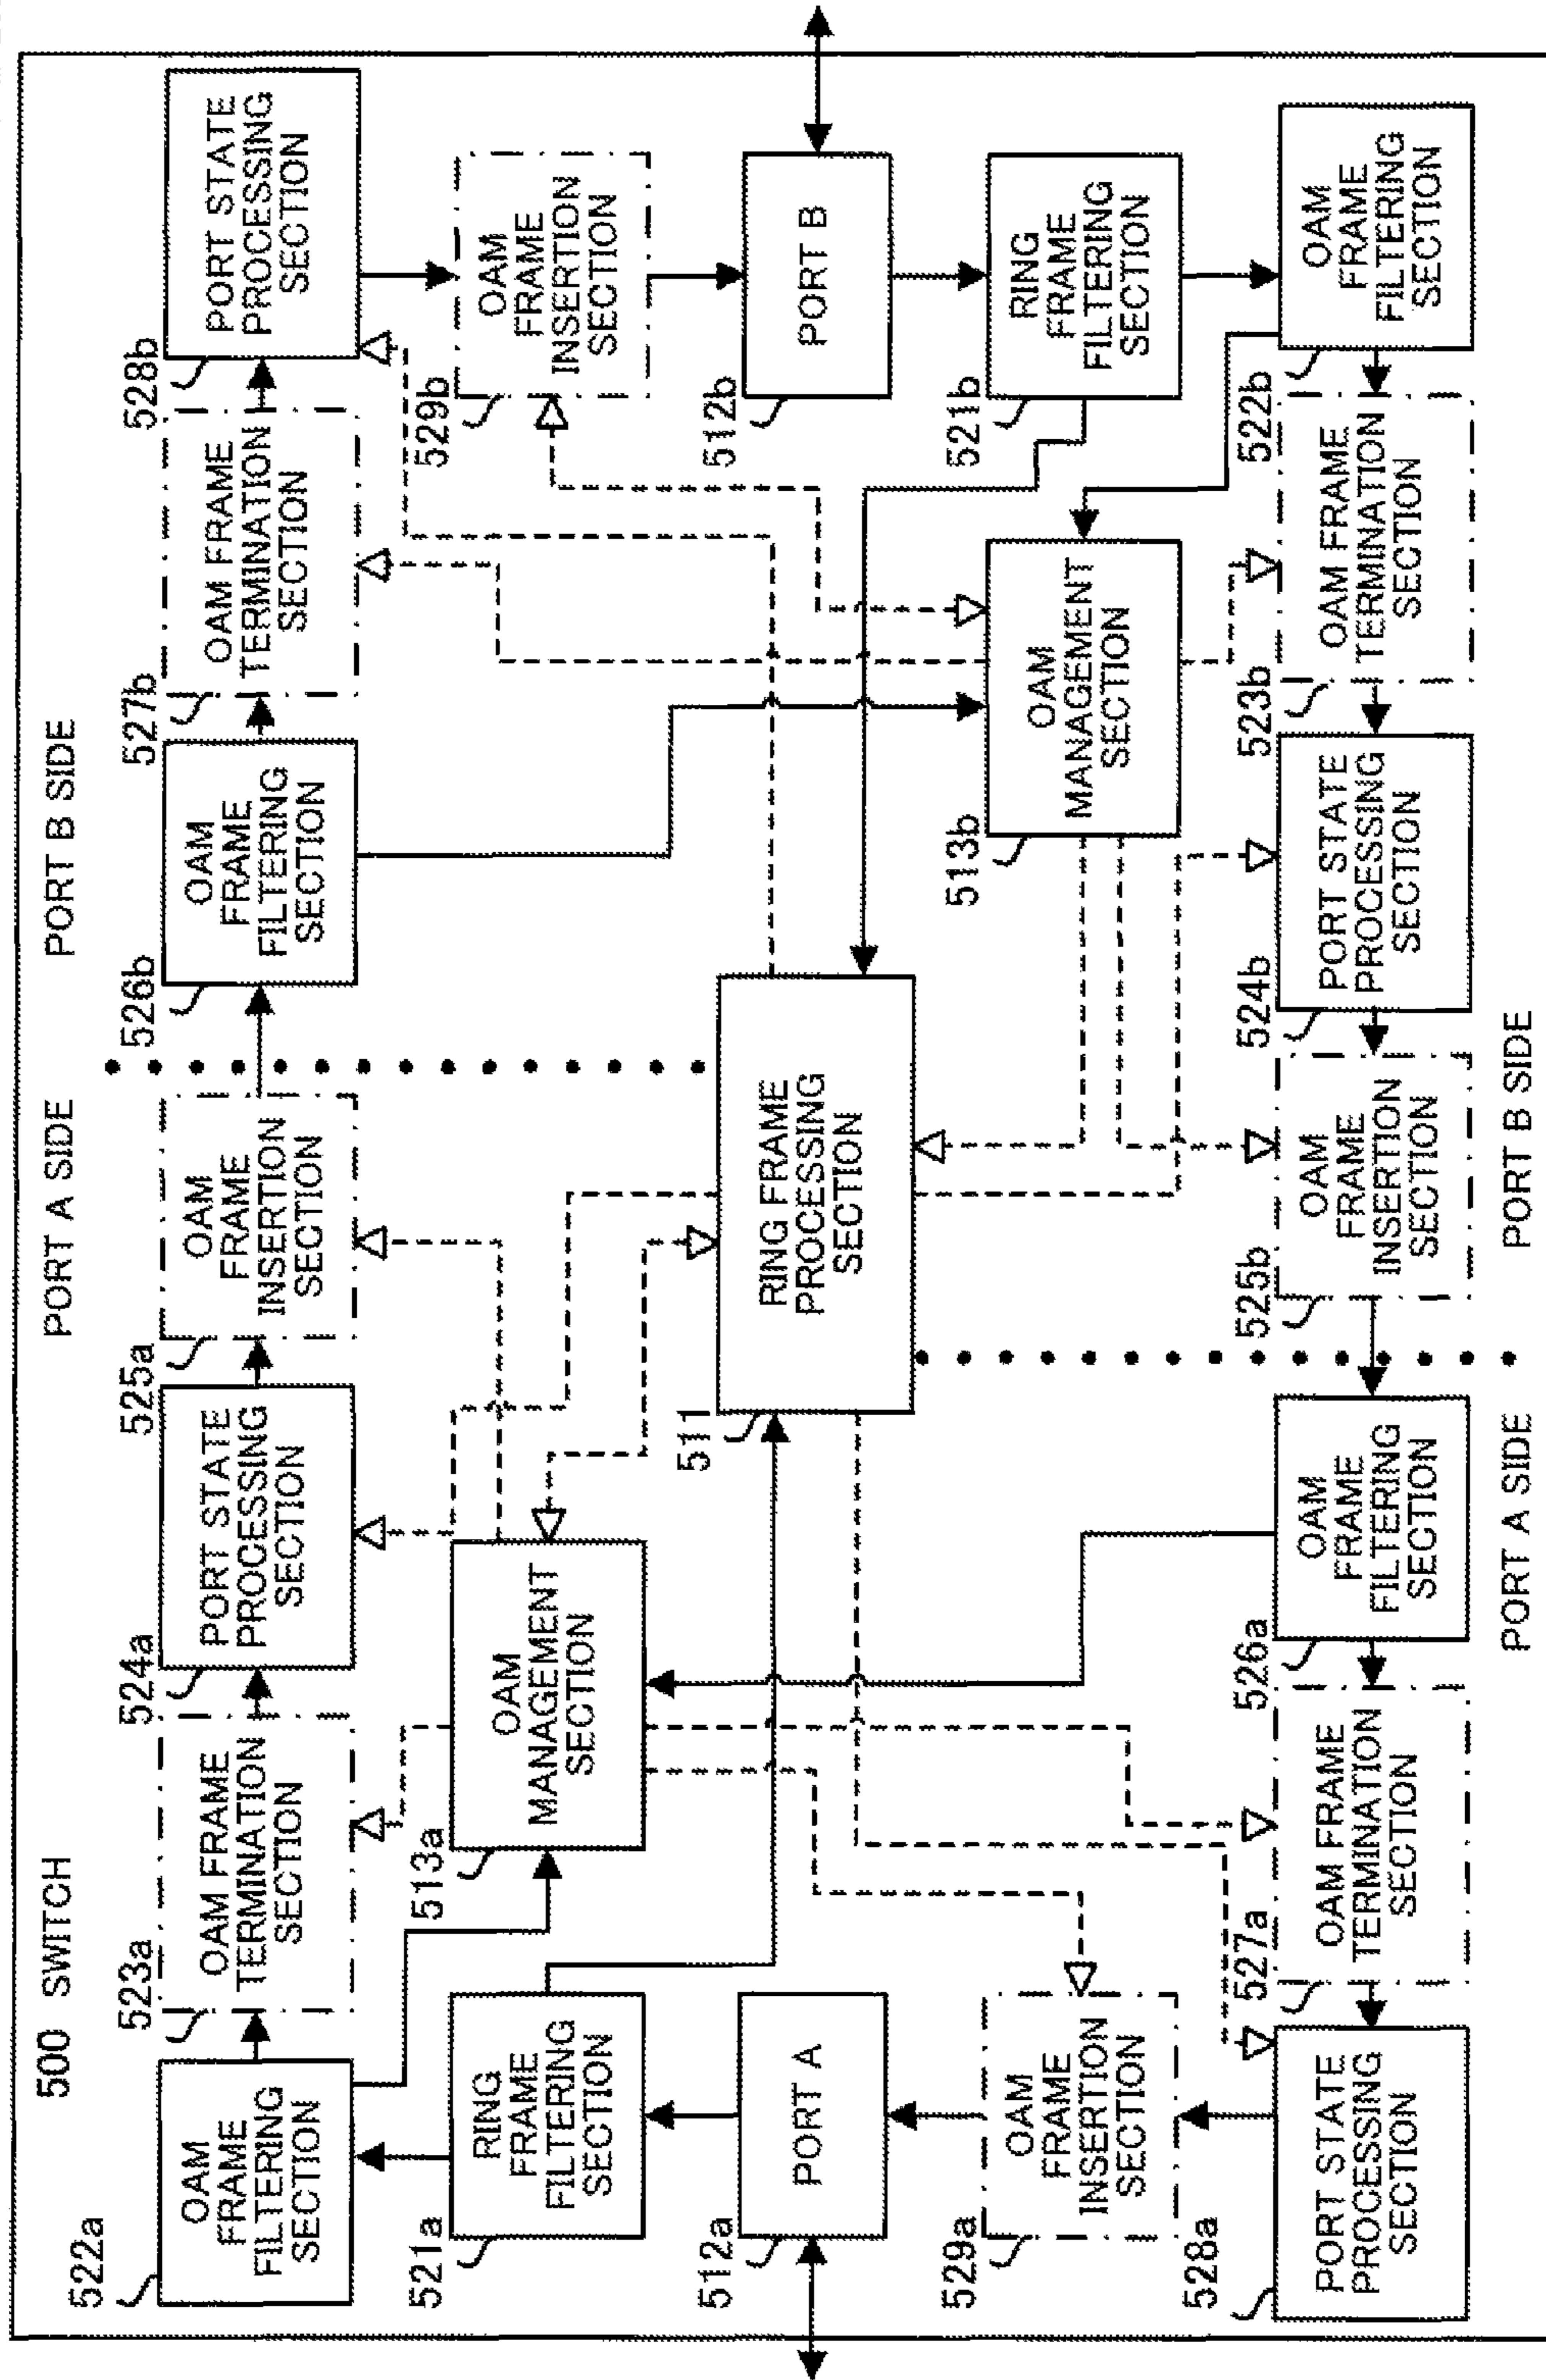 500 SWITCH
PORT A SIDE
PORT B SIDE
522a
OAM
FRAME
FILTERING
SECTION
523a
OAM FRAME
TERMINATION
SECTION
524a
PORT STATE
PROCESSING
SECTION
525a
OAM
FRAME
INSERTION
SECTION
526b
OAM
FRAME
FILTERING
SECTION
527b
OAM FRAME
TERMINATION
SECTION
528b
PORT STATE
PROCESSING
SECTION
521a
RING
FRAME
FILTERING
SECTION
513a
OAM
MANAGEMENT
SECTION
529b
OAM
FRAME
INSERTION
SECTION
512a
PORT A
511
RING FRAME
PROCESSING
SECTION
512b
PORT B
529a
OAM
FRAME
INSERTION
SECTION
513b
OAM
MANAGEMENT
SECTION
521b
RING
FRAME
FILTERING
SECTION
528a
PORT STATE
PROCESSING
SECTION
527a
OAM FRAME
TERMINATION
SECTION
526a
OAM
FRAME
FILTERING
SECTION
525b
OAM
FRAME
INSERTION
SECTION
524b
PORT STATE
PROCESSING
SECTION
523b
OAM FRAME
TERMINATION
SECTION
522b
OAM
FRAME
FILTERING
SECTION
PORT A SIDE
PORT B SIDE